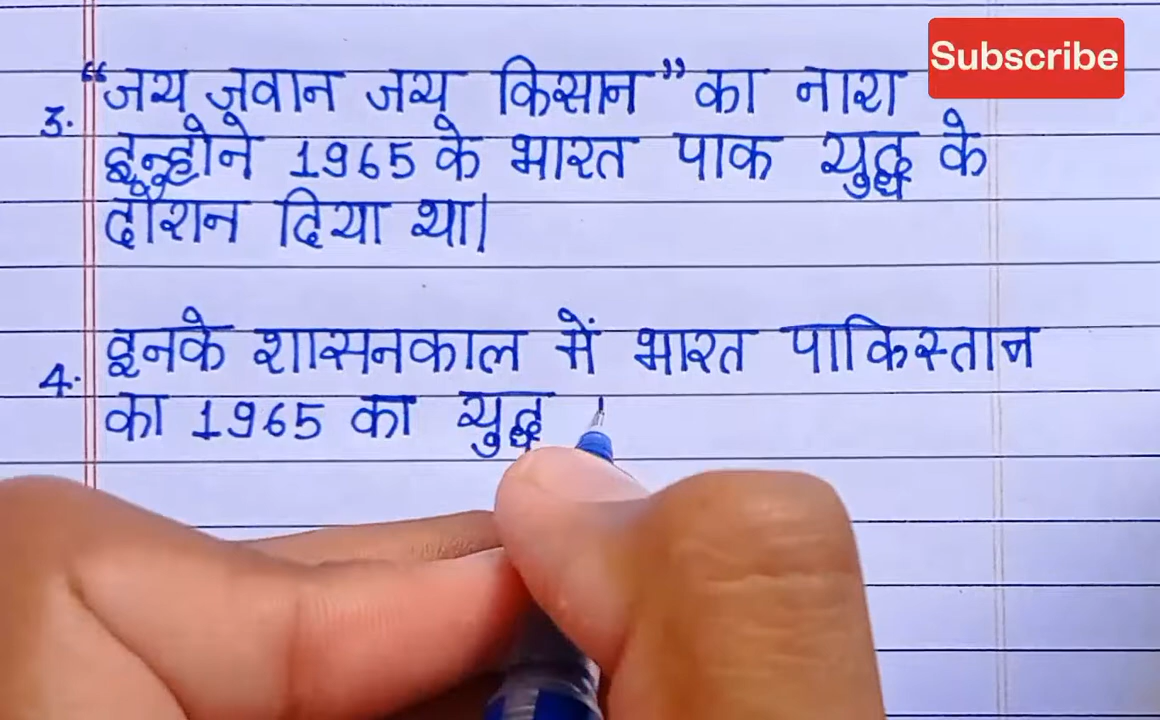 Subscribe
"जय जवान जय किसान" का नारा
3. इन्होने 1965 के भारत पाक युद्ध के
दौरान दिया था।
इनके शासनकाल में भारत पाकिस्तान
4. का 1965 का युद्ध